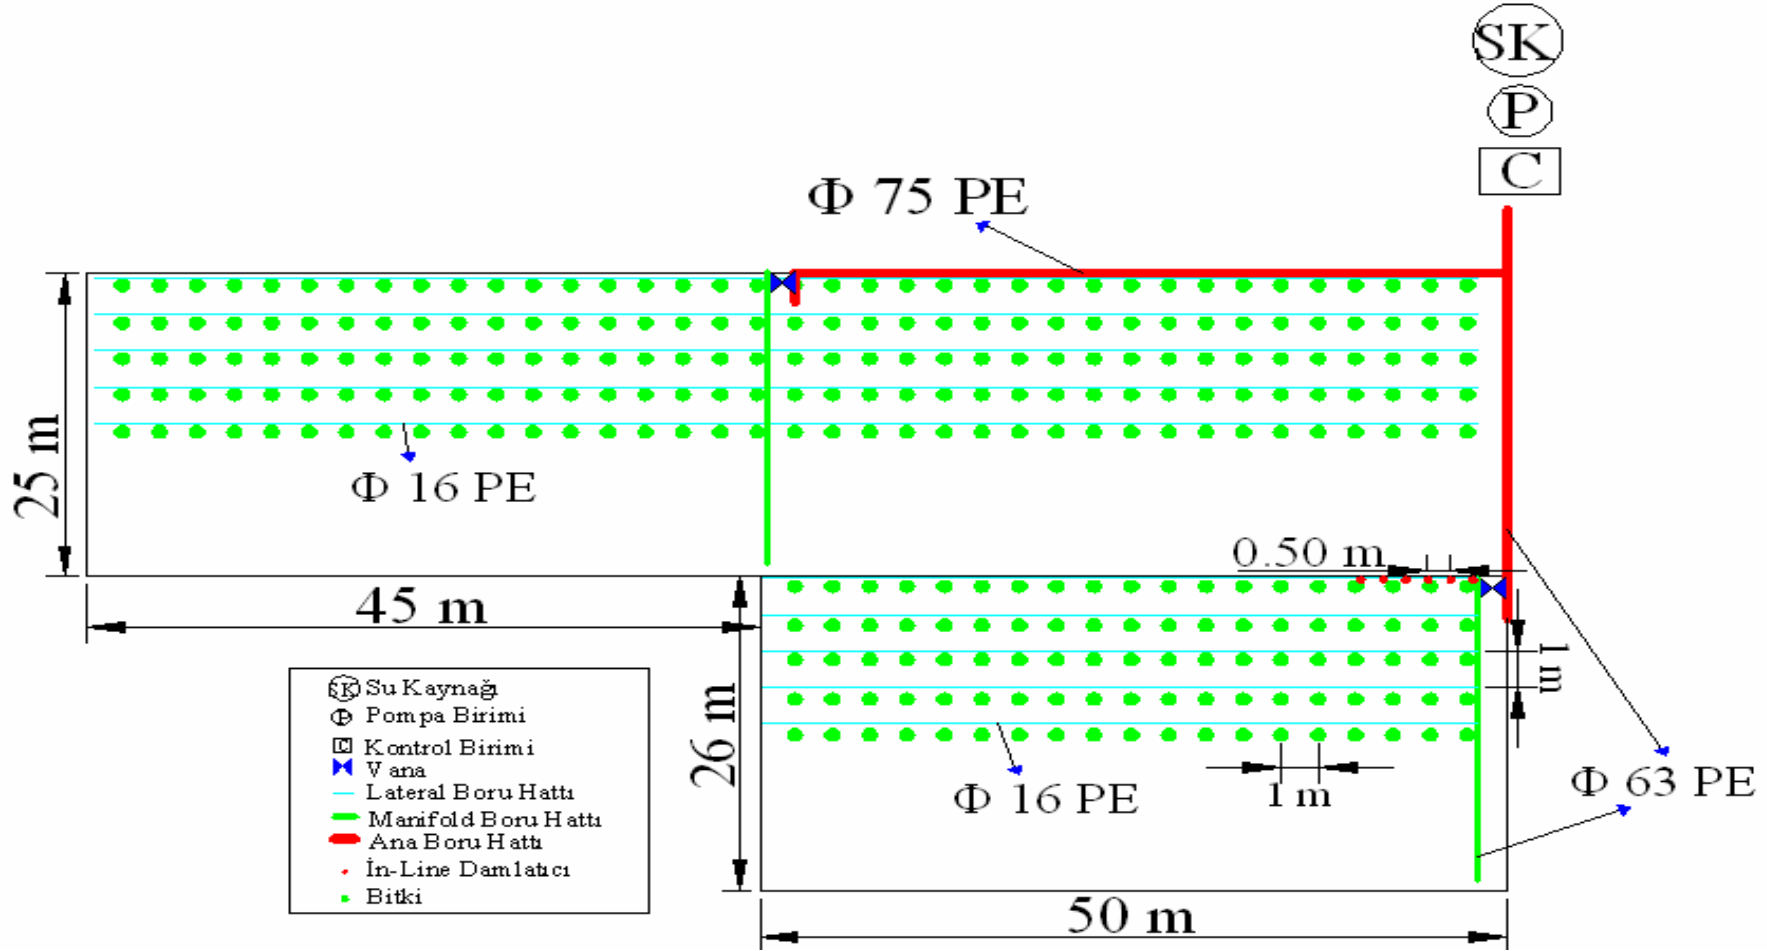 SK
P
C
Φ 75 PE
25 m
Φ 16 PE
0.50 m
45 m
1 m
26 m
Φ 16 PE
1 m
Φ 63 PE
50 m
SK Su Kaynağı
P Pompa Birimi
C Kontrol Birimi
Vana
Lateral Boru Hattı
Manifold Boru Hattı
Ana Boru Hattı
İn-Line Damlatıcı
Bitki